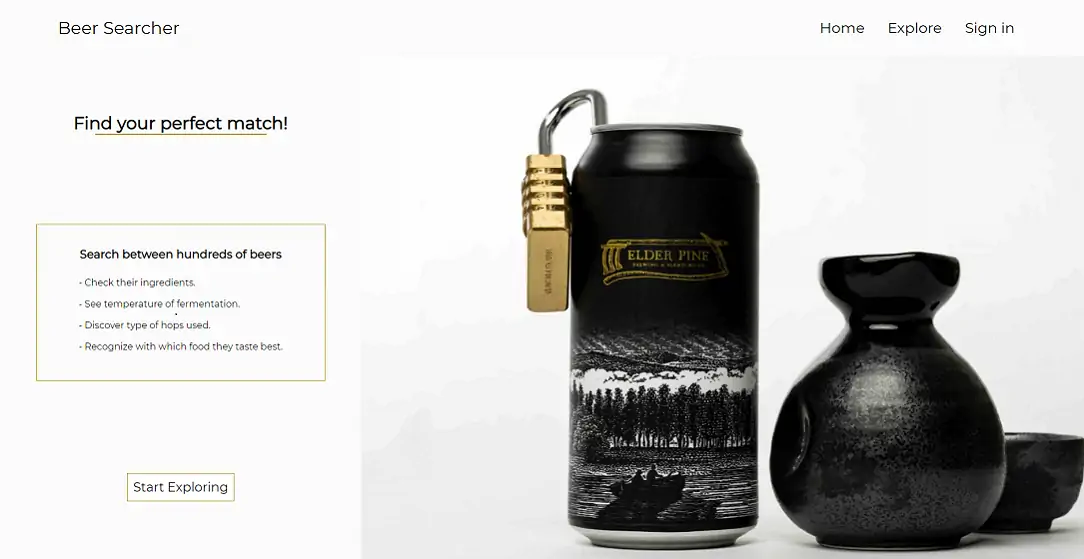 Beer Searcher
Home Explore Sign in
Find your perfect match!
Search between hundreds of beers
- Check their ingredients.
- See temperature of fermentation.
- Discover type of hops used.
- Recognize with which food they taste best.
Start Exploring
ELDER PINE